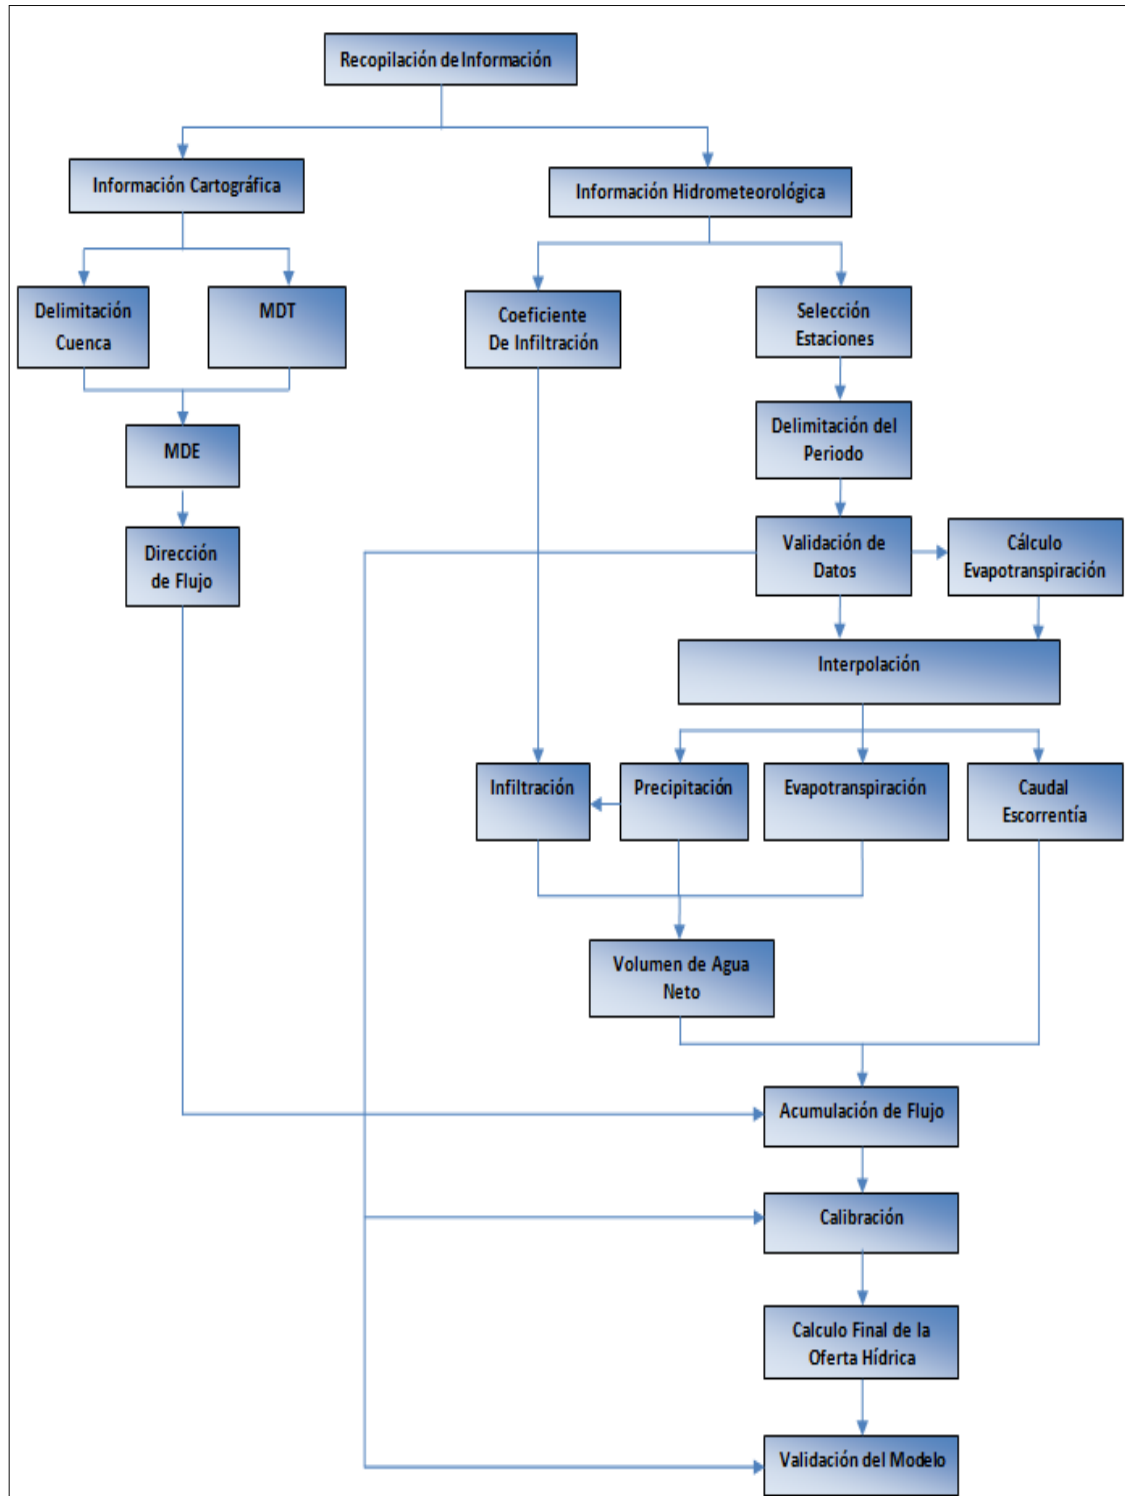 Recopilación de Información
Información Cartográfica
Información Hidrometeorológica
Delimitación
Cuenca
MDT
Coeficiente
De Infiltración
Selección
Estaciones
MDE
Delimitación del
Periodo
Dirección
de Flujo
Validación de
Datos
Cálculo
Evapotranspiración
Interpolación
Infiltración
Precipitación
Evapotranspiración
Caudal
Escorrentía
Volumen de Agua
Neto
Acumulación de Flujo
Calibración
Calculo Final de la
Oferta Hídrica
Validación del Modelo